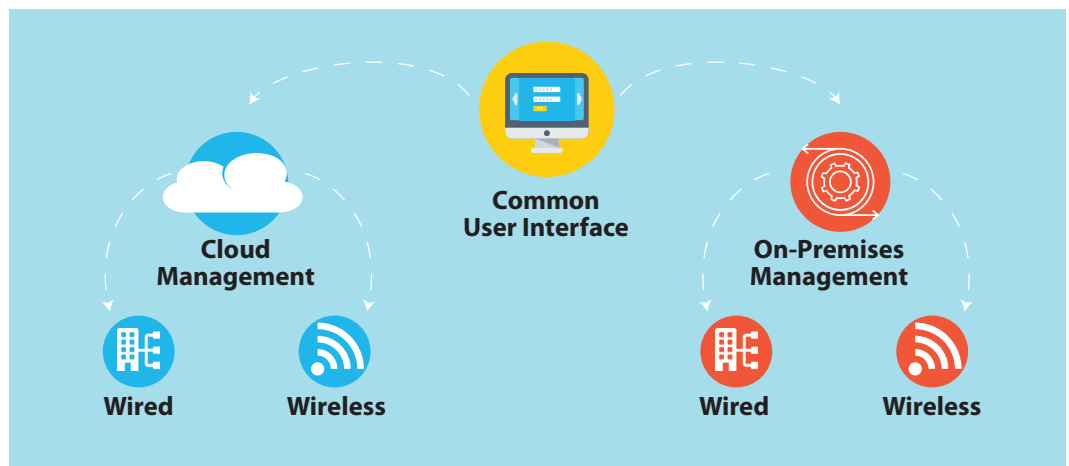 Common
User Interface
Cloud
Management
On-Premises
Management
Wired
Wireless
Wired
Wireless